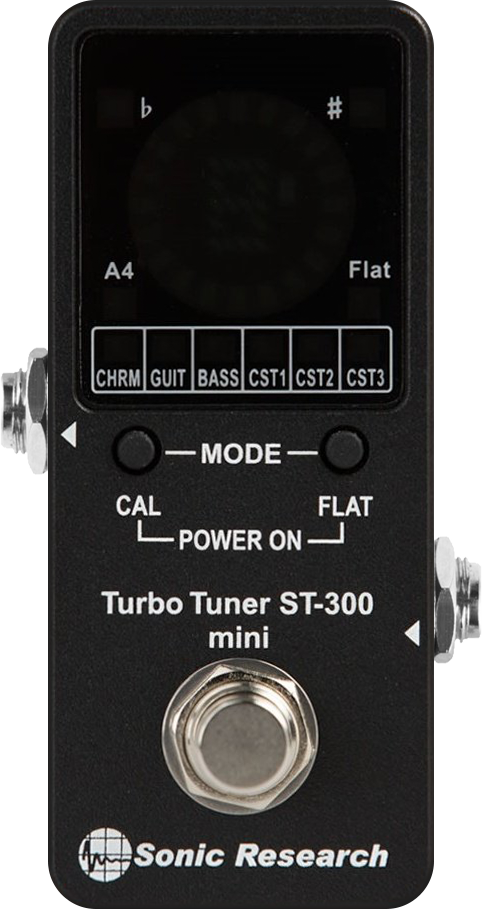 ♭ ♯
A4 Flat
CHRM GUIT BASS CST1 CST2 CST3
MODE
CAL FLAT
POWER ON
Turbo Tuner ST-300
mini
Sonic Research